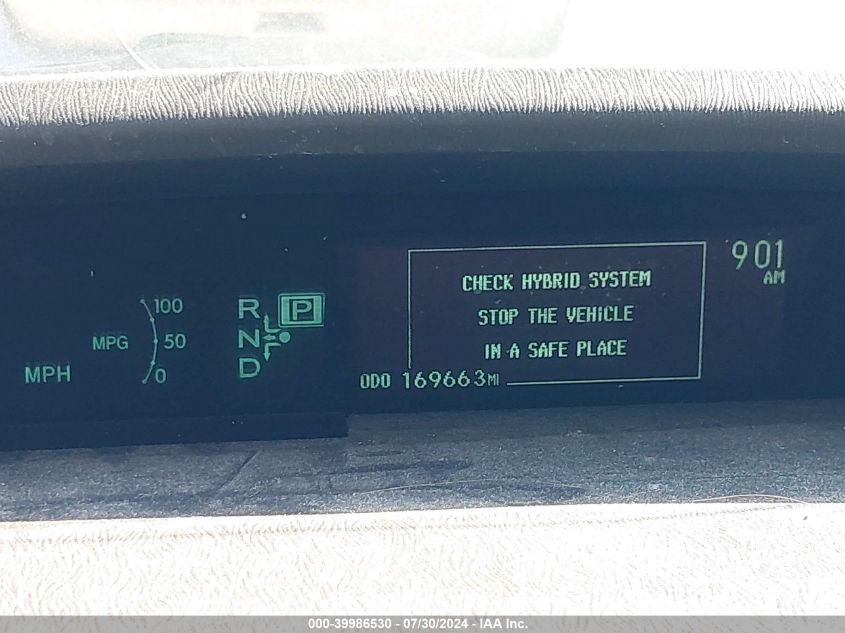 901
AM
CHECK HYBRID SYSTEM
STOP THE VEHICLE
IN A SAFE PLACE
ODO 169663MI
MPH
MPG
100
50
0
R P
N
D
000-39986530 - 07/30/2024 - IAA Inc.